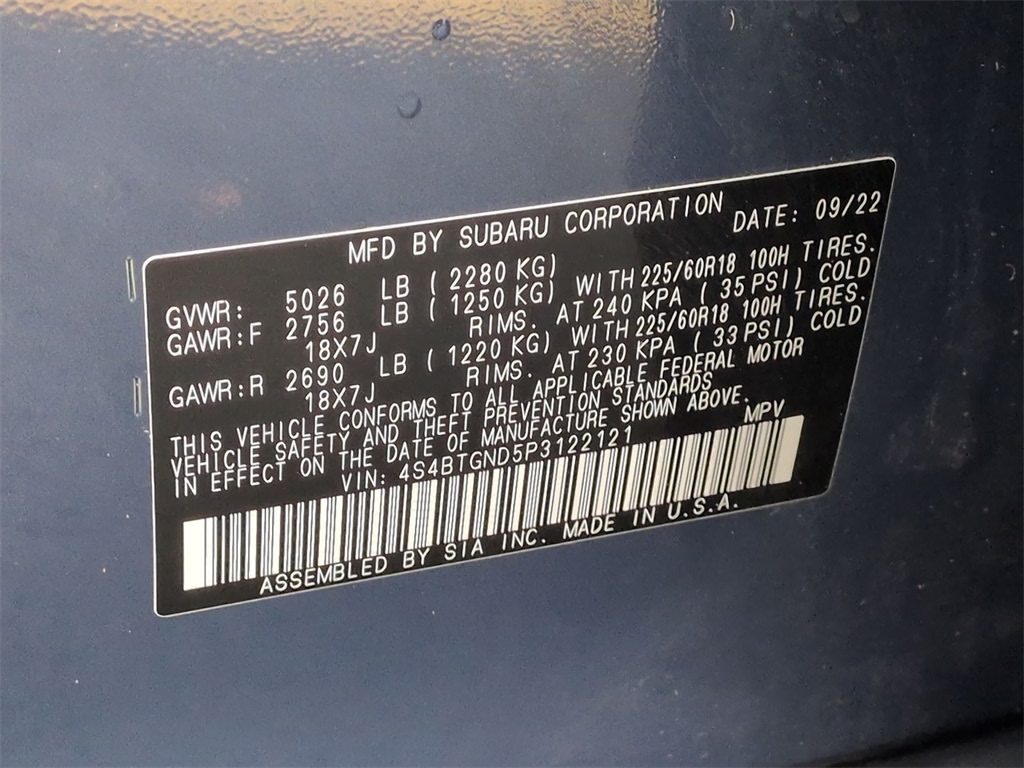 MFD BY SUBARU CORPORATION DATE: 09/22
GVWR: 5026 LB (2280 KG)
GAWR:F 2756 LB (1250 KG) WITH 225/60R18 100H TIRES.
18X7J RIMS. AT 240 KPA (35 PSI) COLD
GAWR:R 2690 LB (1220 KG) WITH 225/60R18 100H TIRES.
18X7J RIMS. AT 230 KPA (33 PSI) COLD
THIS VEHICLE CONFORMS TO ALL APPLICABLE FEDERAL MOTOR
VEHICLE SAFETY AND THEFT PREVENTION STANDARDS
IN EFFECT ON THE DATE OF MANUFACTURE SHOWN ABOVE.
VIN: 4S4BTGND5P3122121 MPV
ASSEMBLED BY SIA INC. MADE IN U.S.A.